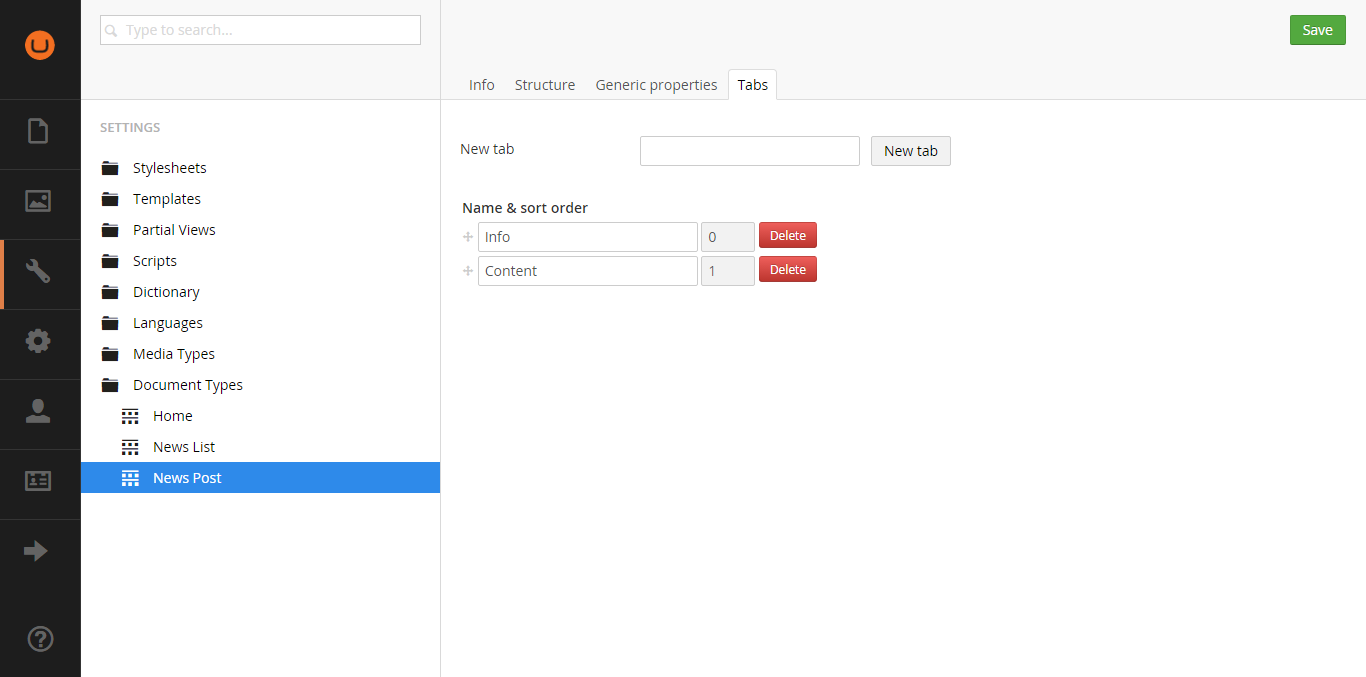 Type to search...
Save
Info
Structure
Generic properties
Tabs
SETTINGS
Stylesheets
Templates
Partial Views
Scripts
Dictionary
Languages
Media Types
Document Types
Home
News List
News Post
New tab
New tab
Name & sort order
Info
0
Delete
Content
1
Delete